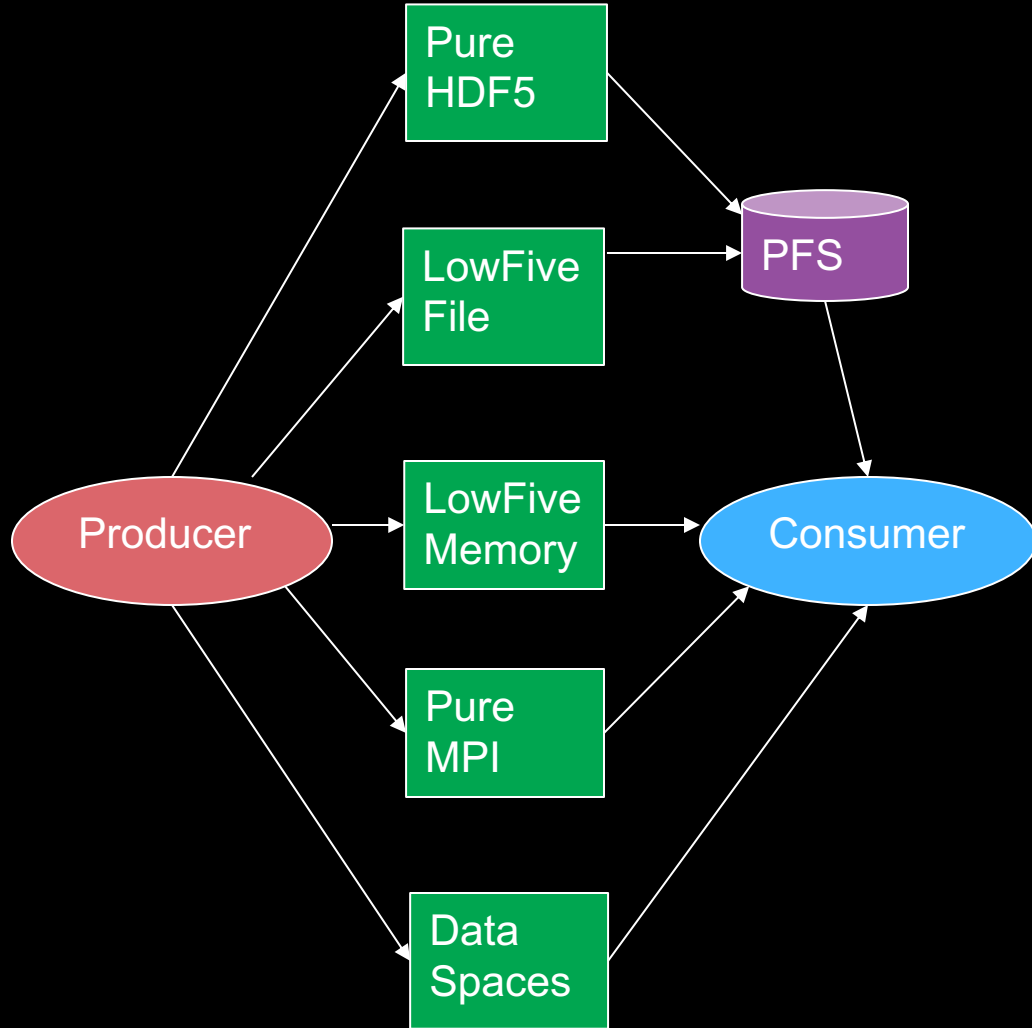 Pure
HDF5
PFS
LowFive
File
Producer
LowFive
Memory
Consumer
Pure
MPI
Data
Spaces